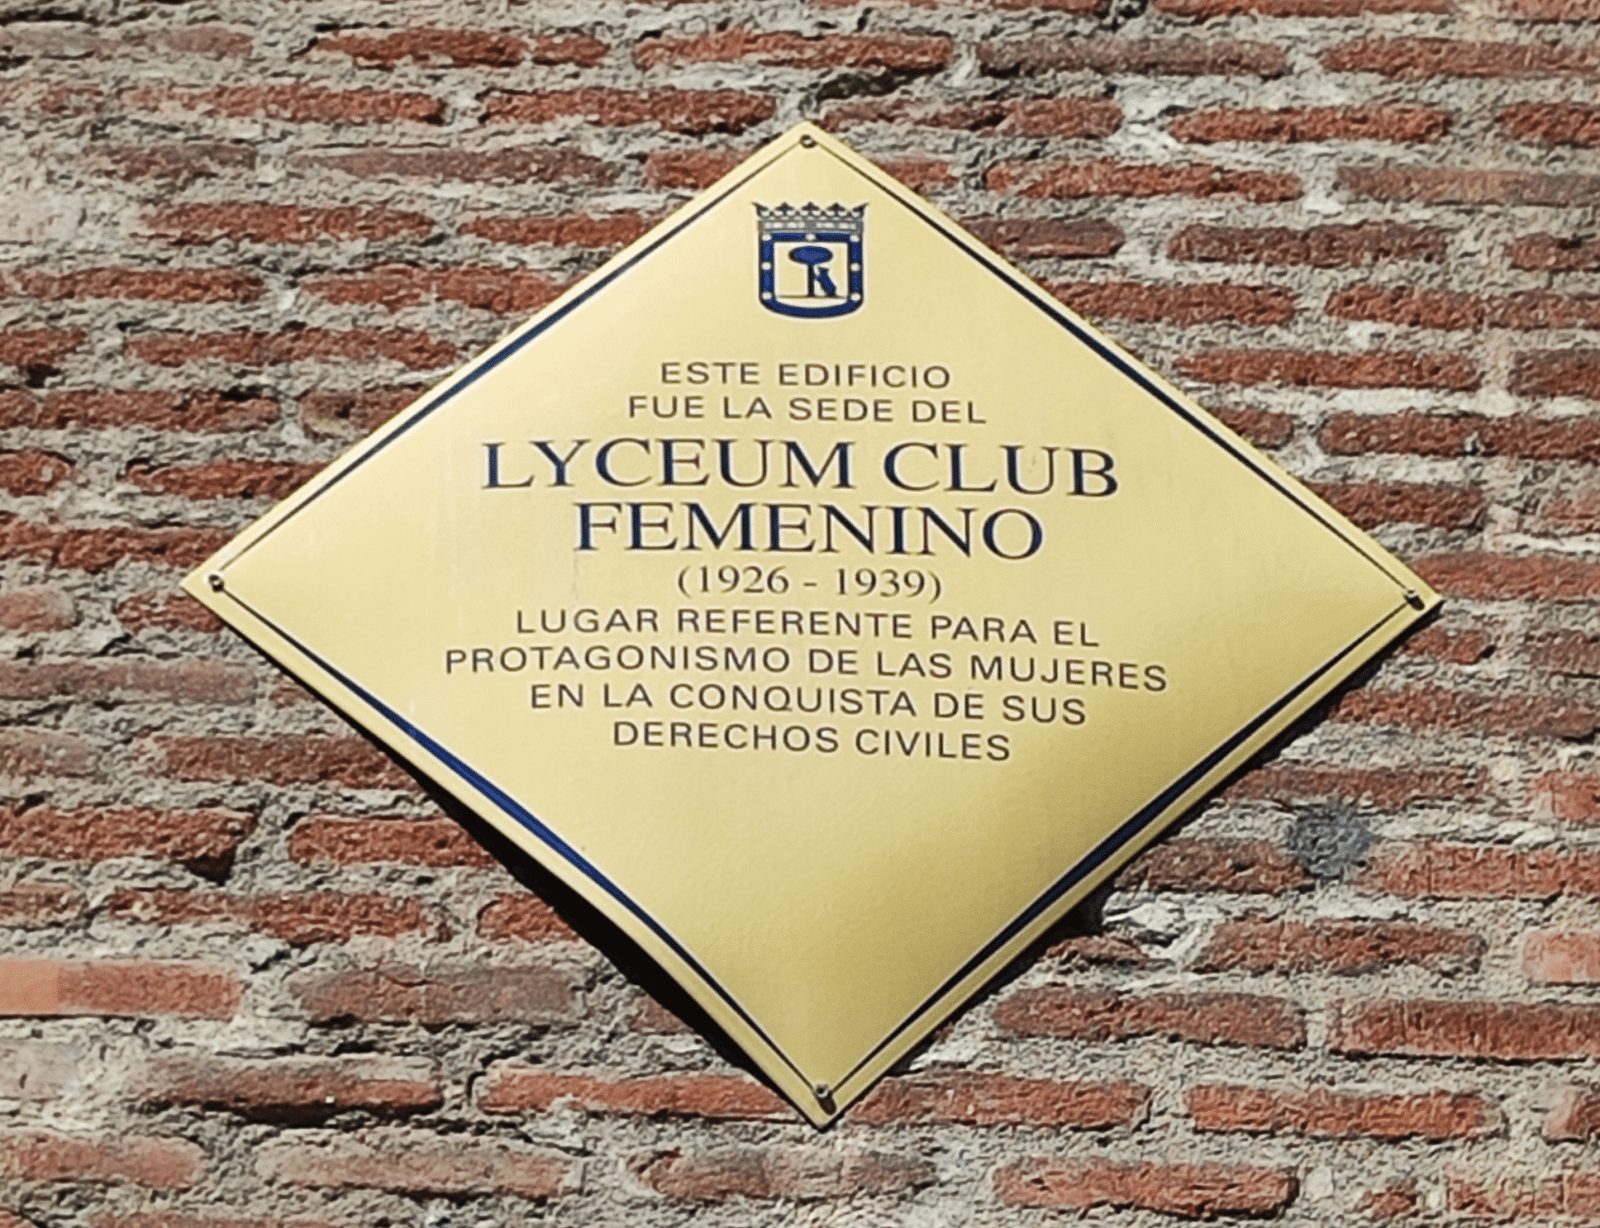 ESTE EDIFICIO
FUE LA SEDE DEL
LYCEUM CLUB
FEMENINO
(1926 - 1939)
LUGAR REFERENTE PARA EL
PROTAGONISMO DE LAS MUJERES
EN LA CONQUISTA DE SUS
DERECHOS CIVILES